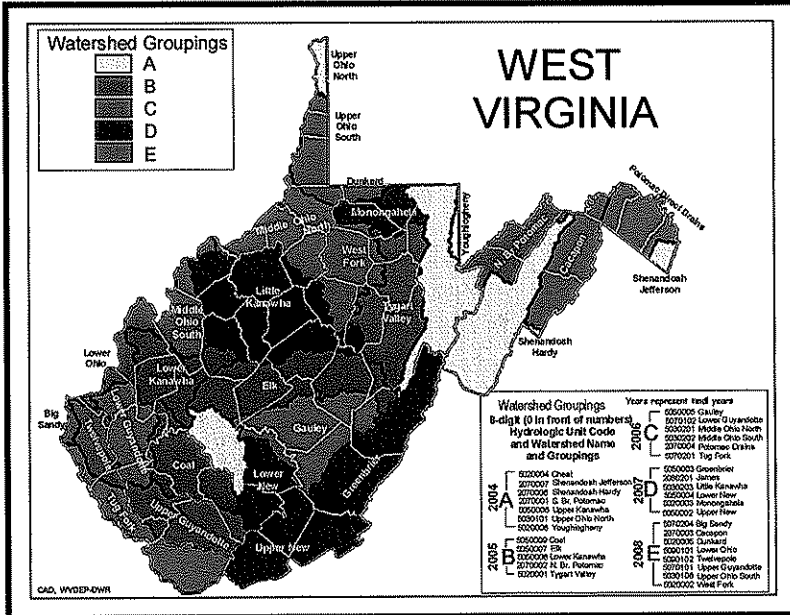 Watershed Groupings
A
B
C
D
E
WEST
VIRGINIA
Upper
Ohio
North
Upper
Ohio
South
Dunkard
Monongahela
Middle Ohio
North
West
Fork
Youghiogheny
N Br. Potomac
Cacapon
Potomac Direct Drains
Shenandoah
Jefferson
Shenandoah
Hardy
Little
Kanawha
Tygart
Valley
Middle
Ohio
South
Lower
Ohio
Lower
Kanawha
Elk
Big
Sandy
Lower Guyandotte
Twelvepole
Gauley
Coal
Lower
New
Greenbrier
Tug Fork
Upper Guyandotte
Upper New
CAD, WVDEP-DWR
Watershed Groupings
8-digit (0 in front of numbers)
Hydrologic Unit Code
and Watershed Name
and Groupings
2004
A
5020004 Cheat
2070007 Shenandoah Jefferson
Shenandoah Hardy
2070001 S. Br. Potomac
Upper Kanawha
5030101 Upper Ohio North
5020006 Youghiogheny
2005
B
5050009 Coal
5050007 Elk
5050008 Lower Kanawha
2070002 N. Br. Potomac
5020001 Tygart Valley
Years represent field years
2006
C
5050005 Gauley
5070102 Lower Guyandotte
5030201 Middle Ohio North
5030202 Middle Ohio South
2070004 Potomac Drains
5070201 Tug Fork
2007
D
5050003 Greenbrier
2080201 James
5030203 Little Kanawha
5050004 Lower New
5020003 Monongahela
5050002 Upper New
2008
E
5070204 Big Sandy
2070003 Cacapon
Dunkard
5090101 Lower Ohio
5090102 Twelvepole
5070101 Upper Guyandotte
5030106 Upper Ohio South
5020002 West Fork